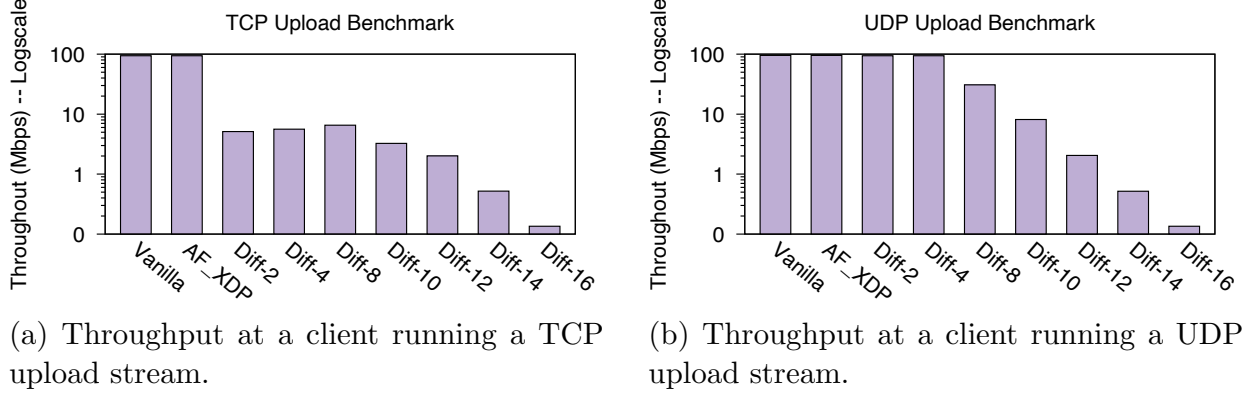 TCP Upload Benchmark
Throughout (Mbps) -- Logscale
100
10
1
0
Vanilla
AF_XDP
Diff-2
Diff-4
Diff-8
Diff-10
Diff-12
Diff-14
Diff-16
(a) Throughput at a client running a TCP
upload stream.
UDP Upload Benchmark
Throughout (Mbps) -- Logscale
100
10
1
0
Vanilla
AF_XDP
Diff-2
Diff-4
Diff-8
Diff-10
Diff-12
Diff-14
Diff-16
(b) Throughput at a client running a UDP
upload stream.